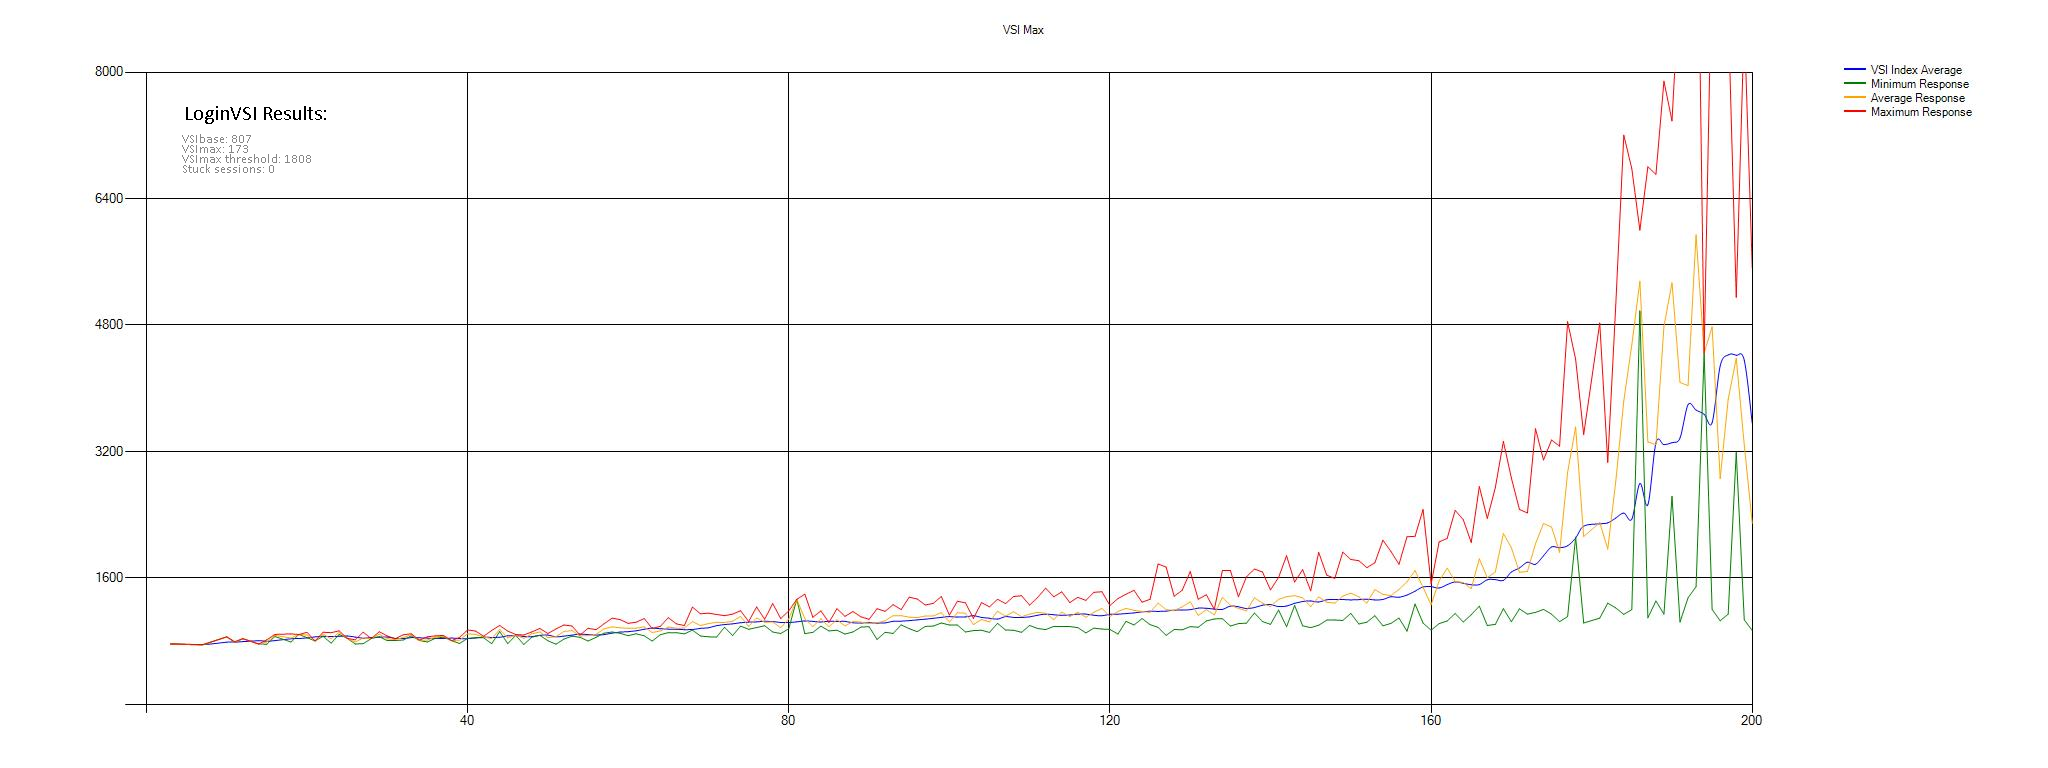 VSI Max
8000
6400
4800
3200
1600
40
80
120
160
200
LoginVSI Results:
VSIbase: 807
VSImax: 173
VSImax threshold: 1808
Stuck sessions: 0
VSI Index Average
Minimum Response
Average Response
Maximum Response